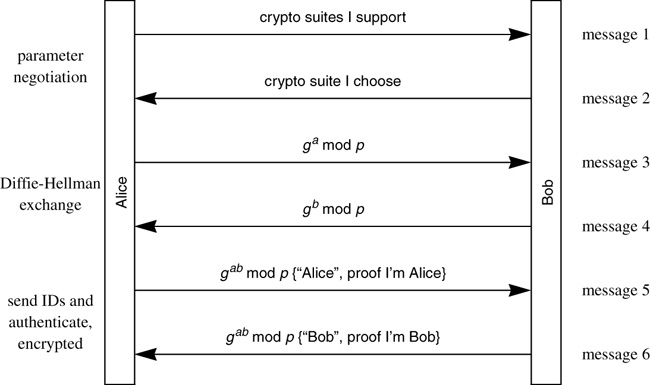 crypto suites I support
message 1
parameter
negotiation
crypto suite I choose
message 2
g^a mod p
message 3
Diffie-Hellman
exchange
Alice
Bob
g^b mod p
message 4
g^ab mod p {“Alice”, proof I’m Alice}
message 5
send IDs and
authenticate,
encrypted
g^ab mod p {“Bob”, proof I’m Bob}
message 6